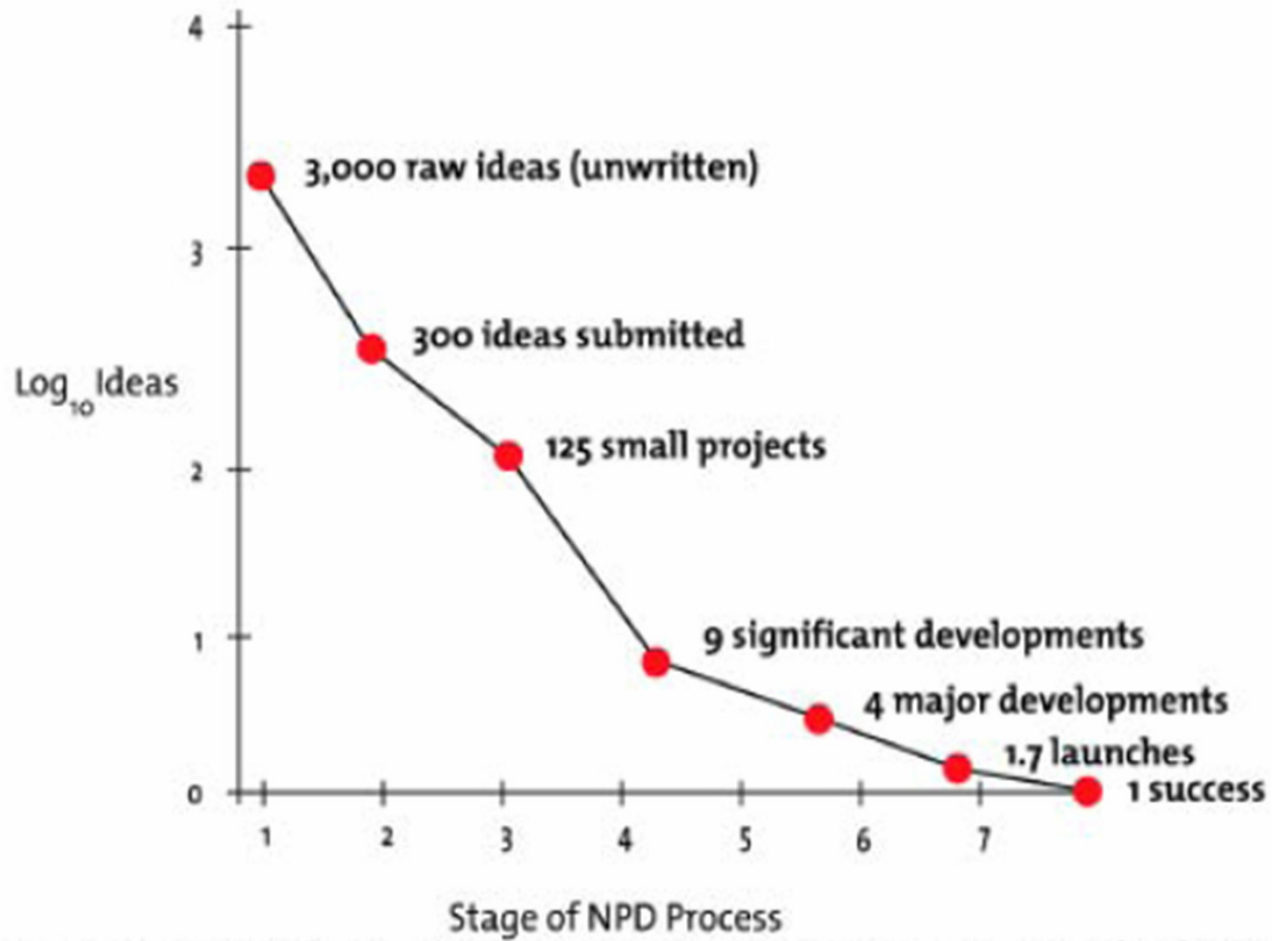 4
3,000 raw ideas (unwritten)
3
300 ideas submitted
Log10 Ideas
125 small projects
2
1
9 significant developments
4 major developments
1.7 launches
0
1 success
1 2 3 4 5 6 7
Stage of NPD Process